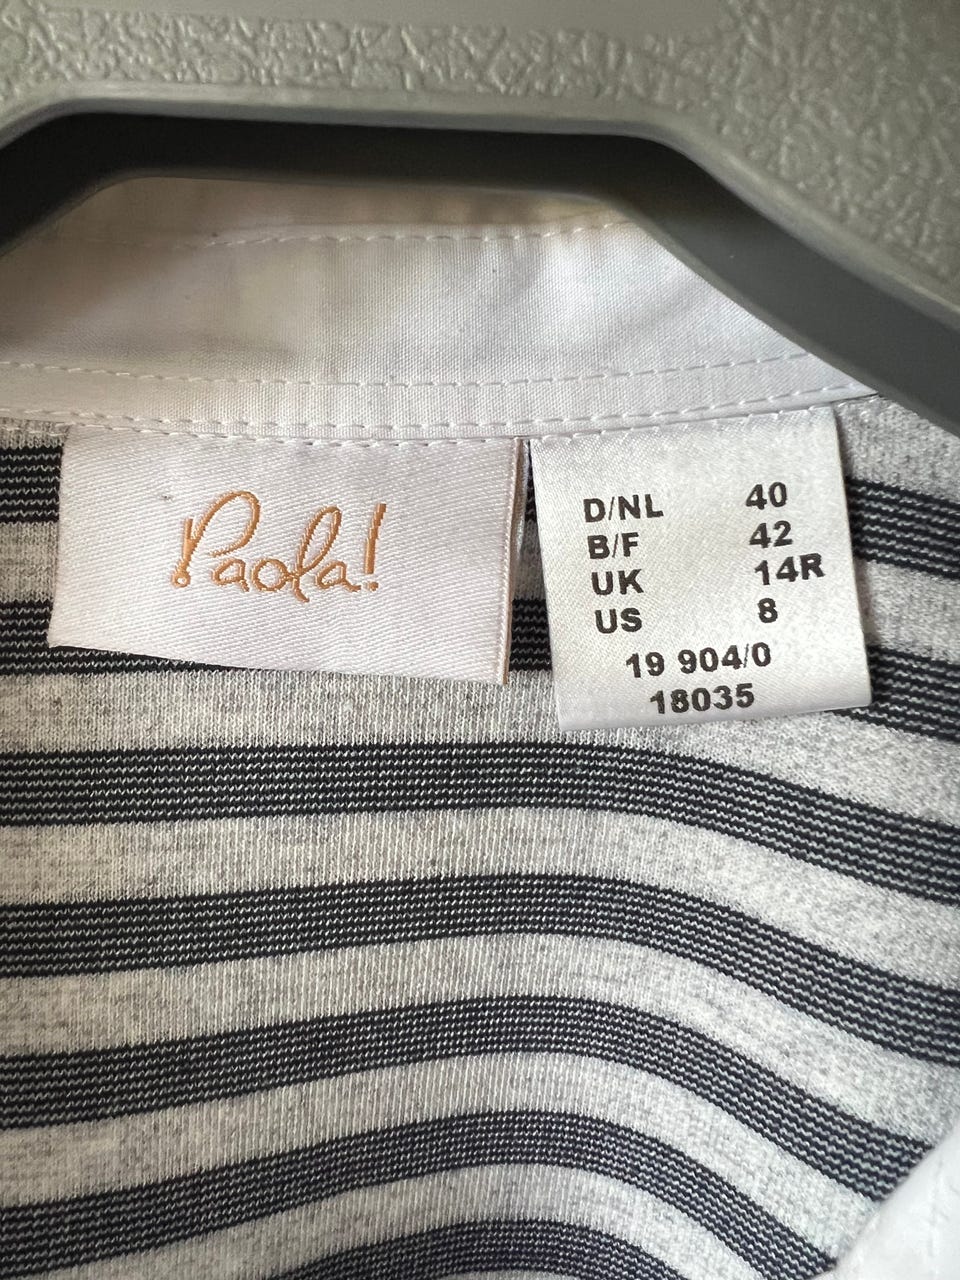 Paola!
D/NL 40
B/F 42
UK 14R
US 8
19 904/0
18035